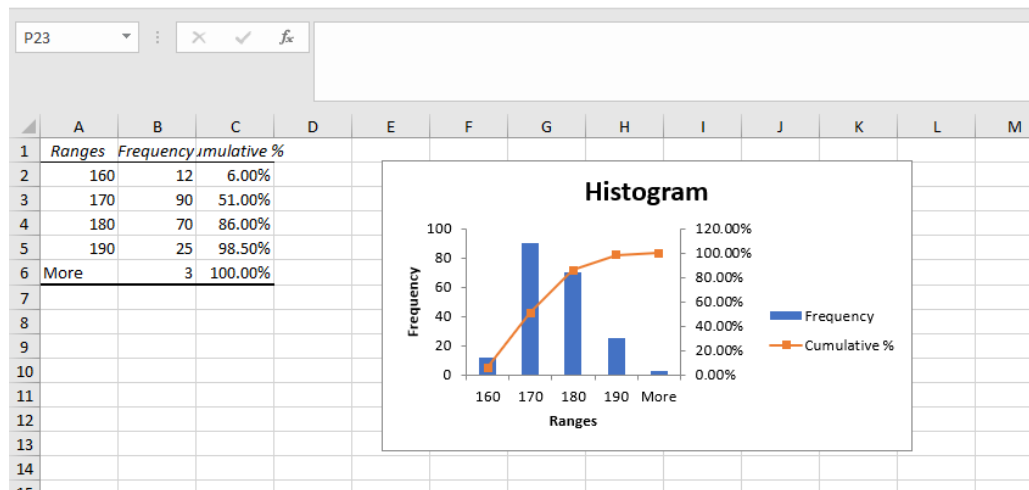 P23 fx
A B C D E F G H I J K L M
1 Ranges Frequency umulative %
2 160 12 6.00%
3 170 90 51.00%
4 180 70 86.00%
5 190 25 98.50%
6 More 3 100.00%
7
8
9
10
11
12
13
14
Histogram
100
80
60
40
20
0
Frequency
120.00%
100.00%
80.00%
60.00%
40.00%
20.00%
0.00%
160 170 180 190 More
Ranges
Frequency
Cumulative %